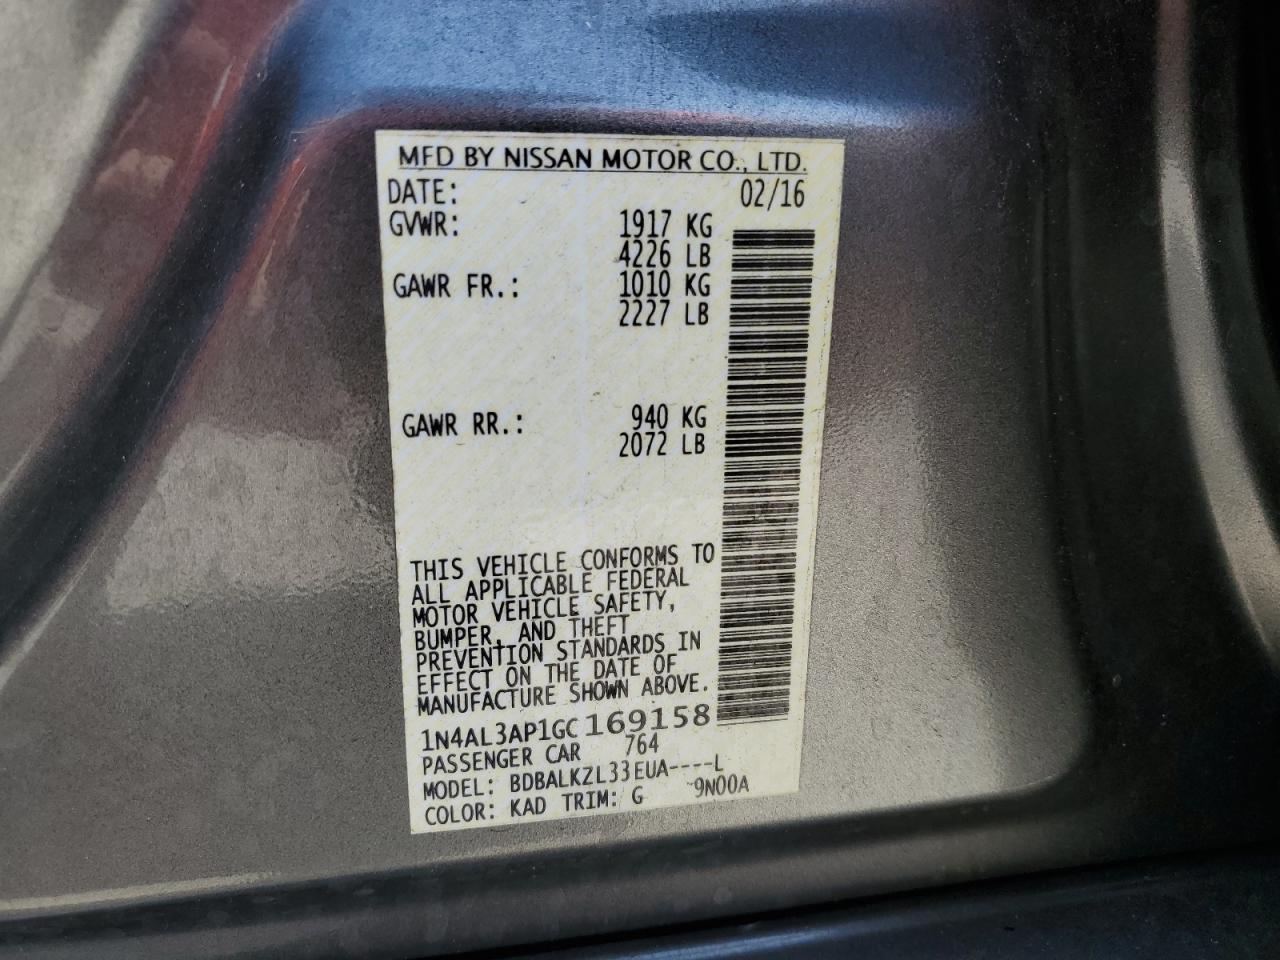 MFD BY NISSAN MOTOR CO., LTD.
DATE: 02/16
GVWR: 1917 KG
4226 LB
GAWR FR.: 1010 KG
2227 LB
GAWR RR.: 940 KG
2072 LB
THIS VEHICLE CONFORMS TO
ALL APPLICABLE FEDERAL
MOTOR VEHICLE SAFETY,
BUMPER, AND THEFT
PREVENTION STANDARDS IN
EFFECT ON THE DATE OF
MANUFACTURE SHOWN ABOVE.
1N4AL3AP1GC169158
PASSENGER CAR 764
MODEL: BDBALKZL33EUA----L
COLOR: KAD TRIM: G 9N00A